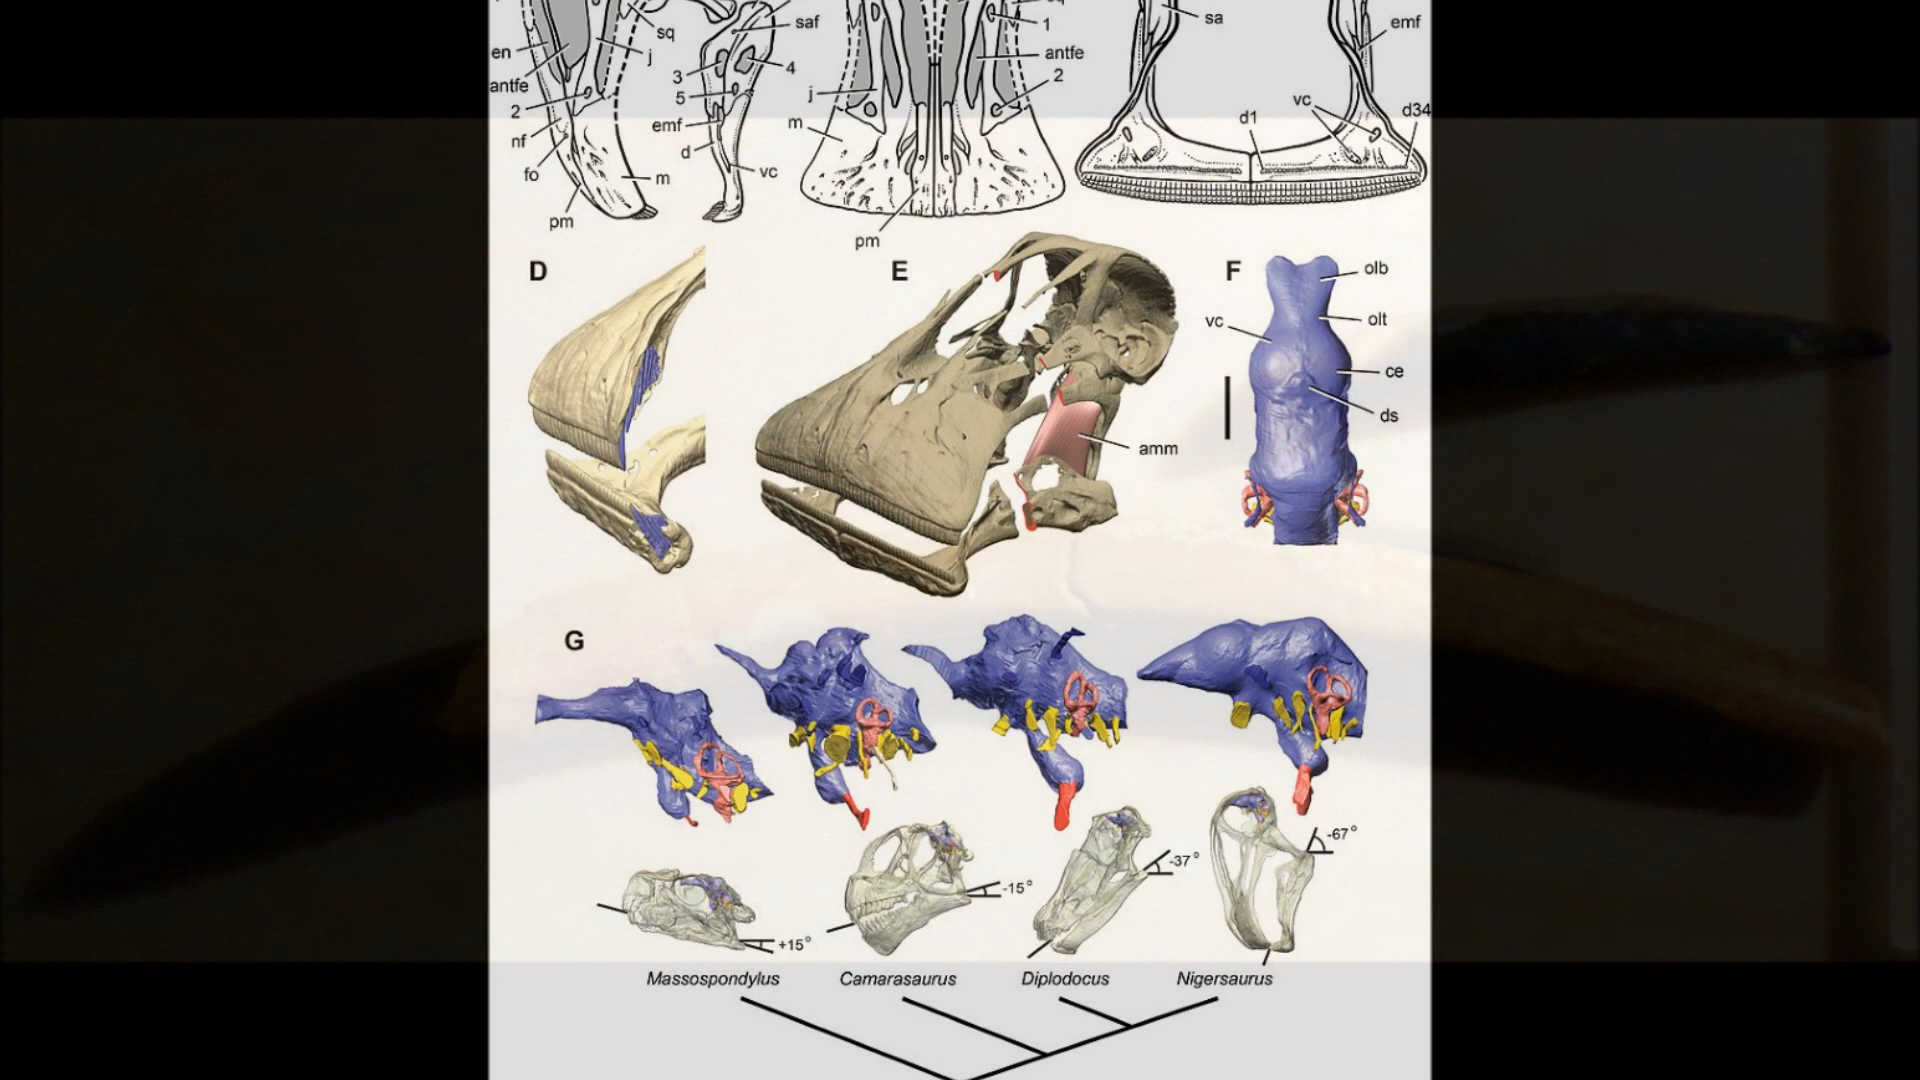 sq
j
en
antfe
2
nf
fo
m
pm
saf
3
4
5
emf
d
vc
1
antfe
2
j
m
pm
sa
emf
vc
d34
d1
D
E
F
olb
olt
vc
ce
ds
amm
G
+15°
-15°
-37°
-67°
Massospondylus
Camarasaurus
Diplodocus
Nigersaurus